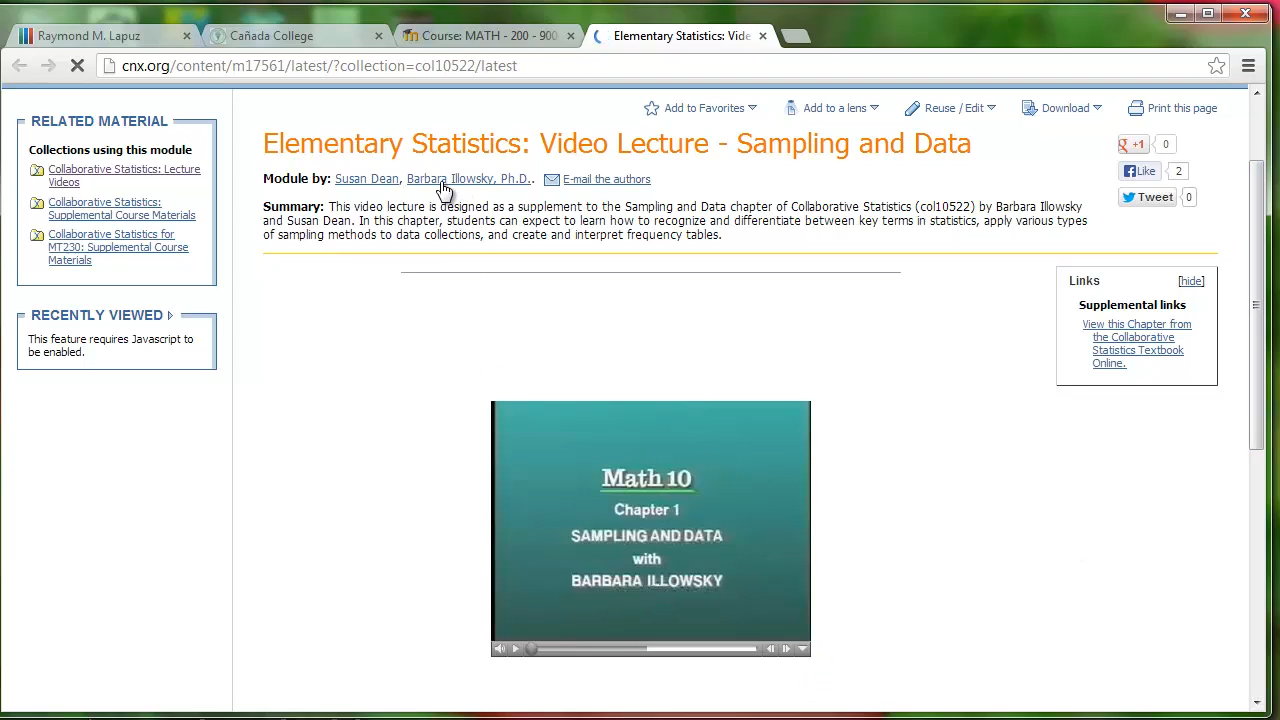 Raymond M. Lapuz
Cañada College
Course: MATH - 200 - 900
Elementary Statistics: Vide
cnx.org/content/m17561/latest/?collection=col10522/latest
Add to Favorites
Add to a lens
Reuse / Edit
Download
Print this page
RELATED MATERIAL
Collections using this module
Collaborative Statistics: Lecture
Videos
Collaborative Statistics:
Supplemental Course Materials
Collaborative Statistics for
MT230: Supplemental Course
Materials
RECENTLY VIEWED
This feature requires Javascript to
be enabled.
Elementary Statistics: Video Lecture - Sampling and Data
Module by: Susan Dean, Barbara Illowsky, Ph.D.. E-mail the authors
Summary: This video lecture is designed as a supplement to the Sampling and Data chapter of Collaborative Statistics (col10522) by Barbara Illowsky
and Susan Dean. In this chapter, students can expect to learn how to recognize and differentiate between key terms in statistics, apply various types
of sampling methods to data collections, and create and interpret frequency tables.
g +1 0
Like 2
Tweet 0
Links [hide]
Supplemental links
View this Chapter from
the Collaborative
Statistics Textbook
Online.
Math 10
Chapter 1
SAMPLING AND DATA
with
BARBARA ILLOWSKY